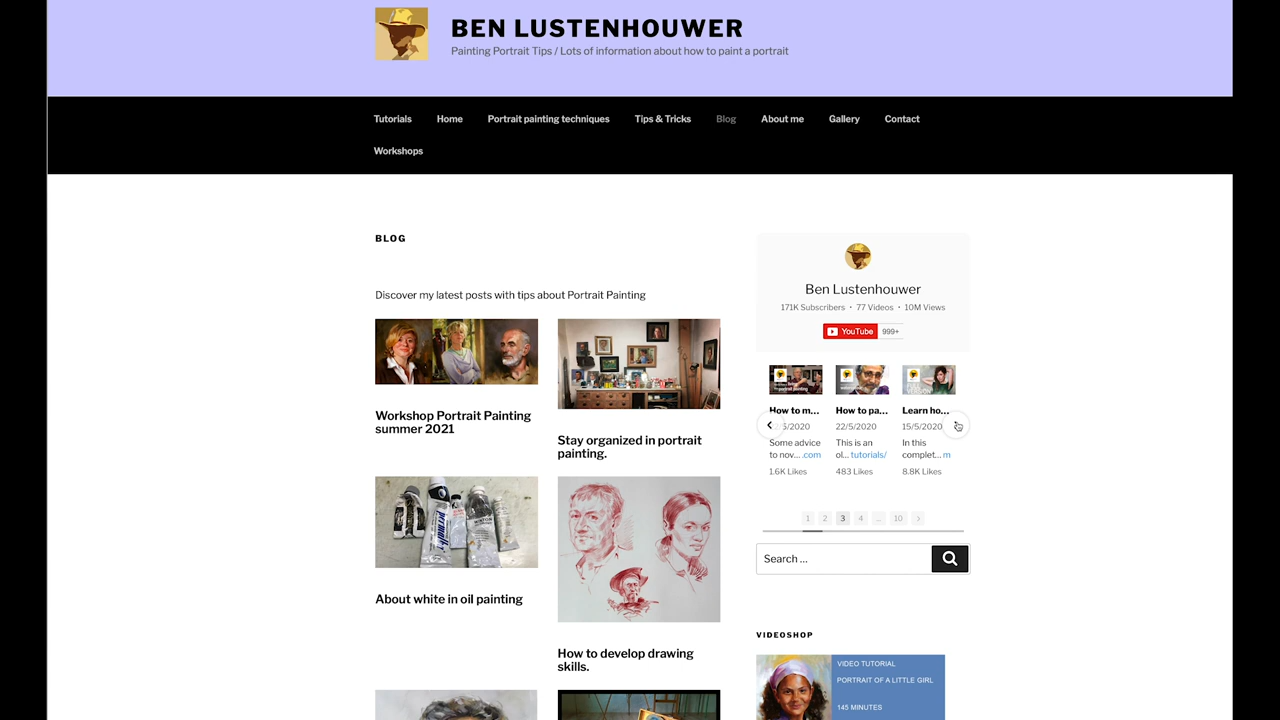 BEN LUSTENHOUWER
Painting Portrait Tips / Lots of information about how to paint a portrait
Tutorials Home Portrait painting techniques Tips & Tricks Blog About me Gallery Contact
Workshops
BLOG
Discover my latest posts with tips about Portrait Painting
Workshop Portrait Painting
summer 2021
Stay organized in portrait
painting.
About white in oil painting
How to develop drawing
skills.
Ben Lustenhouwer
171K Subscribers • 77 Videos • 10M Views
YouTube 999+
How to m... How to pa... Learn ho...
/5/2020 22/5/2020 15/5/2020
Some advice This is an In this
to nov... .com ol... tutorials/ complet... m
1.6K Likes 483 Likes 8.8K Likes
1 2 3 4 ... 10 >
Search ...
VIDEOSHOP
VIDEO TUTORIAL
PORTRAIT OF A LITTLE GIRL
145 MINUTES